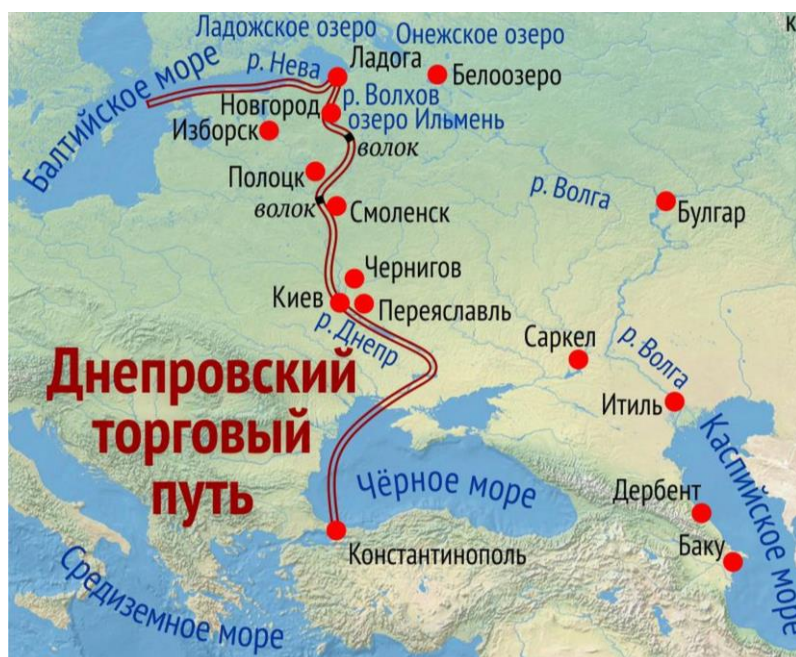 Ладожское озеро
Онежское озеро
К
Ладога
р. Нева
Белоозеро
Балтийское море
Новгород
р. Волхов
озеро Ильмень
Изборск
волок
Полоцк
р. Волга
волок
Смоленск
Булгар
Чернигов
Киев
Переяславль
р. Днепр
Саркел
р. Волга
Днепровский
торговый
путь
Итиль
Каспийское море
Чёрное море
Дербент
Константинополь
Баку
Средиземное море